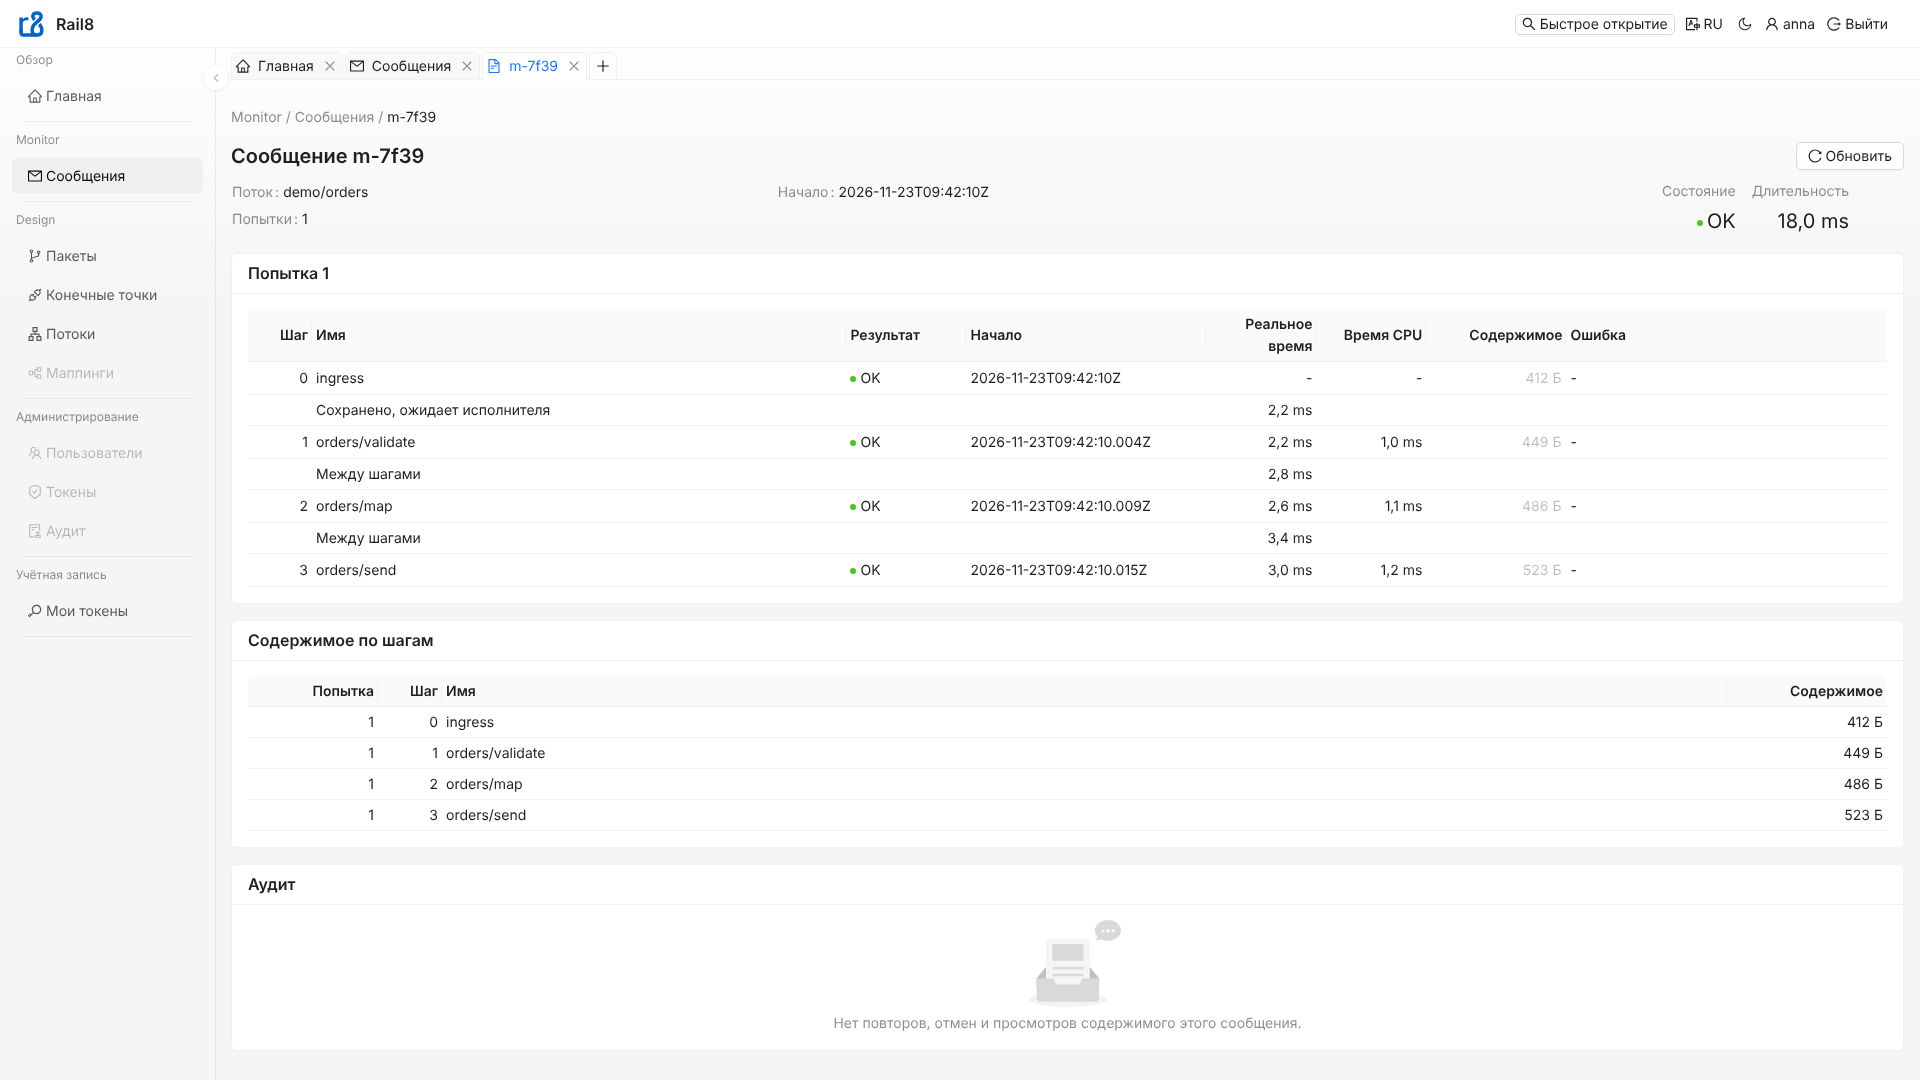 Rail8
Быстрое открытие RU anna Выйти
Обзор
Главная
Monitor
Сообщения
Design
Пакеты
Конечные точки
Потоки
Маппинги
Администрирование
Пользователи
Токены
Аудит
Учётная запись
Мои токены
Главная Сообщения m-7f39
Monitor / Сообщения / m-7f39
Сообщение m-7f39
Обновить
Поток: demo/orders
Начало: 2026-11-23T09:42:10Z
Попытки: 1
Состояние Длительность
OK 18,0 ms
Попытка 1
Шаг Имя Результат Начало Реальное время Время CPU Содержимое Ошибка
0 ingress OK 2026-11-23T09:42:10Z - - 412 Б -
Сохранено, ожидает исполнителя 2,2 ms
1 orders/validate OK 2026-11-23T09:42:10.004Z 2,2 ms 1,0 ms 449 Б -
Между шагами 2,8 ms
2 orders/map OK 2026-11-23T09:42:10.009Z 2,6 ms 1,1 ms 486 Б -
Между шагами 3,4 ms
3 orders/send OK 2026-11-23T09:42:10.015Z 3,0 ms 1,2 ms 523 Б -
Содержимое по шагам
Попытка Шаг Имя Содержимое
1 0 ingress 412 Б
1 1 orders/validate 449 Б
1 2 orders/map 486 Б
1 3 orders/send 523 Б
Аудит
Нет повторов, отмен и просмотров содержимого этого сообщения.